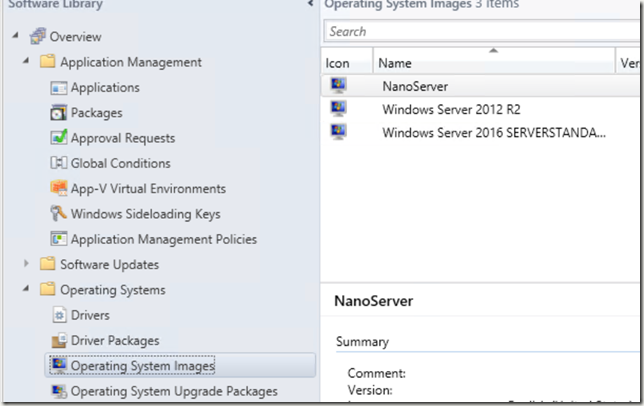 Software Library
Overview
Application Management
Applications
Packages
Approval Requests
Global Conditions
App-V Virtual Environments
Windows Sideloading Keys
Application Management Policies
Software Updates
Operating Systems
Drivers
Driver Packages
Operating System Images
Operating System Upgrade Packages
Operating System Images 3 items
Search
Icon Name Ver
NanoServer
Windows Server 2012 R2
Windows Server 2016 SERVERSTANDA...
NanoServer
Summary
Comment:
Version: